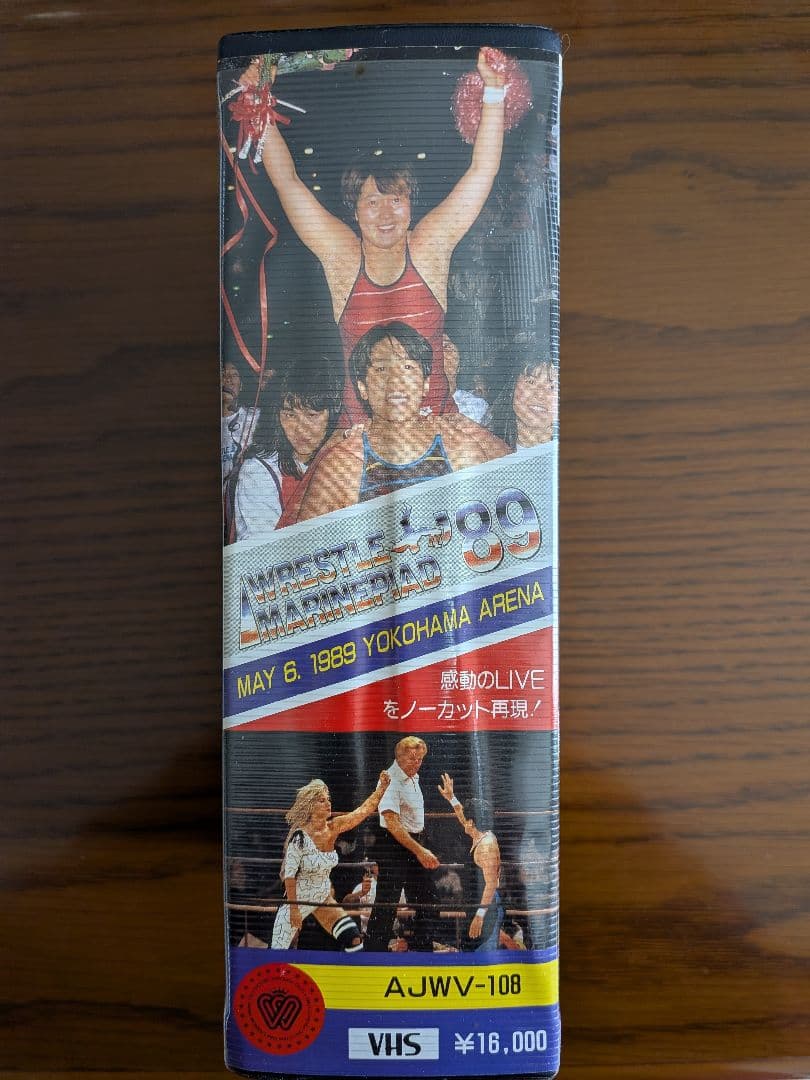 WRESTLE
MARINEPIAD '89
MAY 6. 1989 YOKOHAMA ARENA
感動のLIVE
をノーカット再現!
AJWV-108
VHS ¥16,000